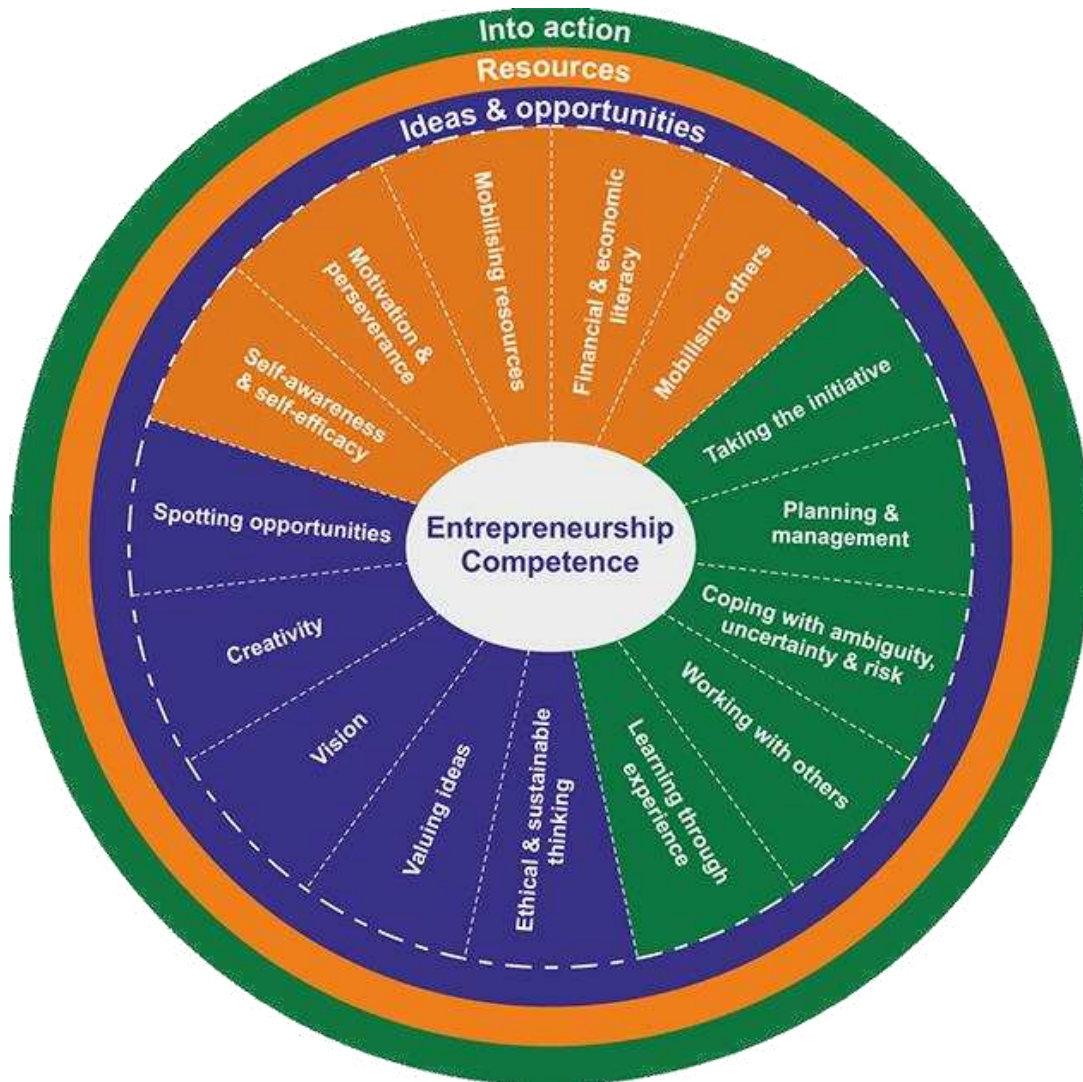 Into action
Resources
Ideas & opportunities
Self-awareness
& self-efficacy
Motivation &
perseverance
Mobilising resources
Financial & economic
literacy
Mobilising others
Taking the initiative
Planning &
management
Coping with ambiguity,
uncertainty & risk
Working with others
Learning through
experience
Ethical & sustainable
thinking
Valuing ideas
Vision
Creativity
Spotting opportunities
Entrepreneurship
Competence